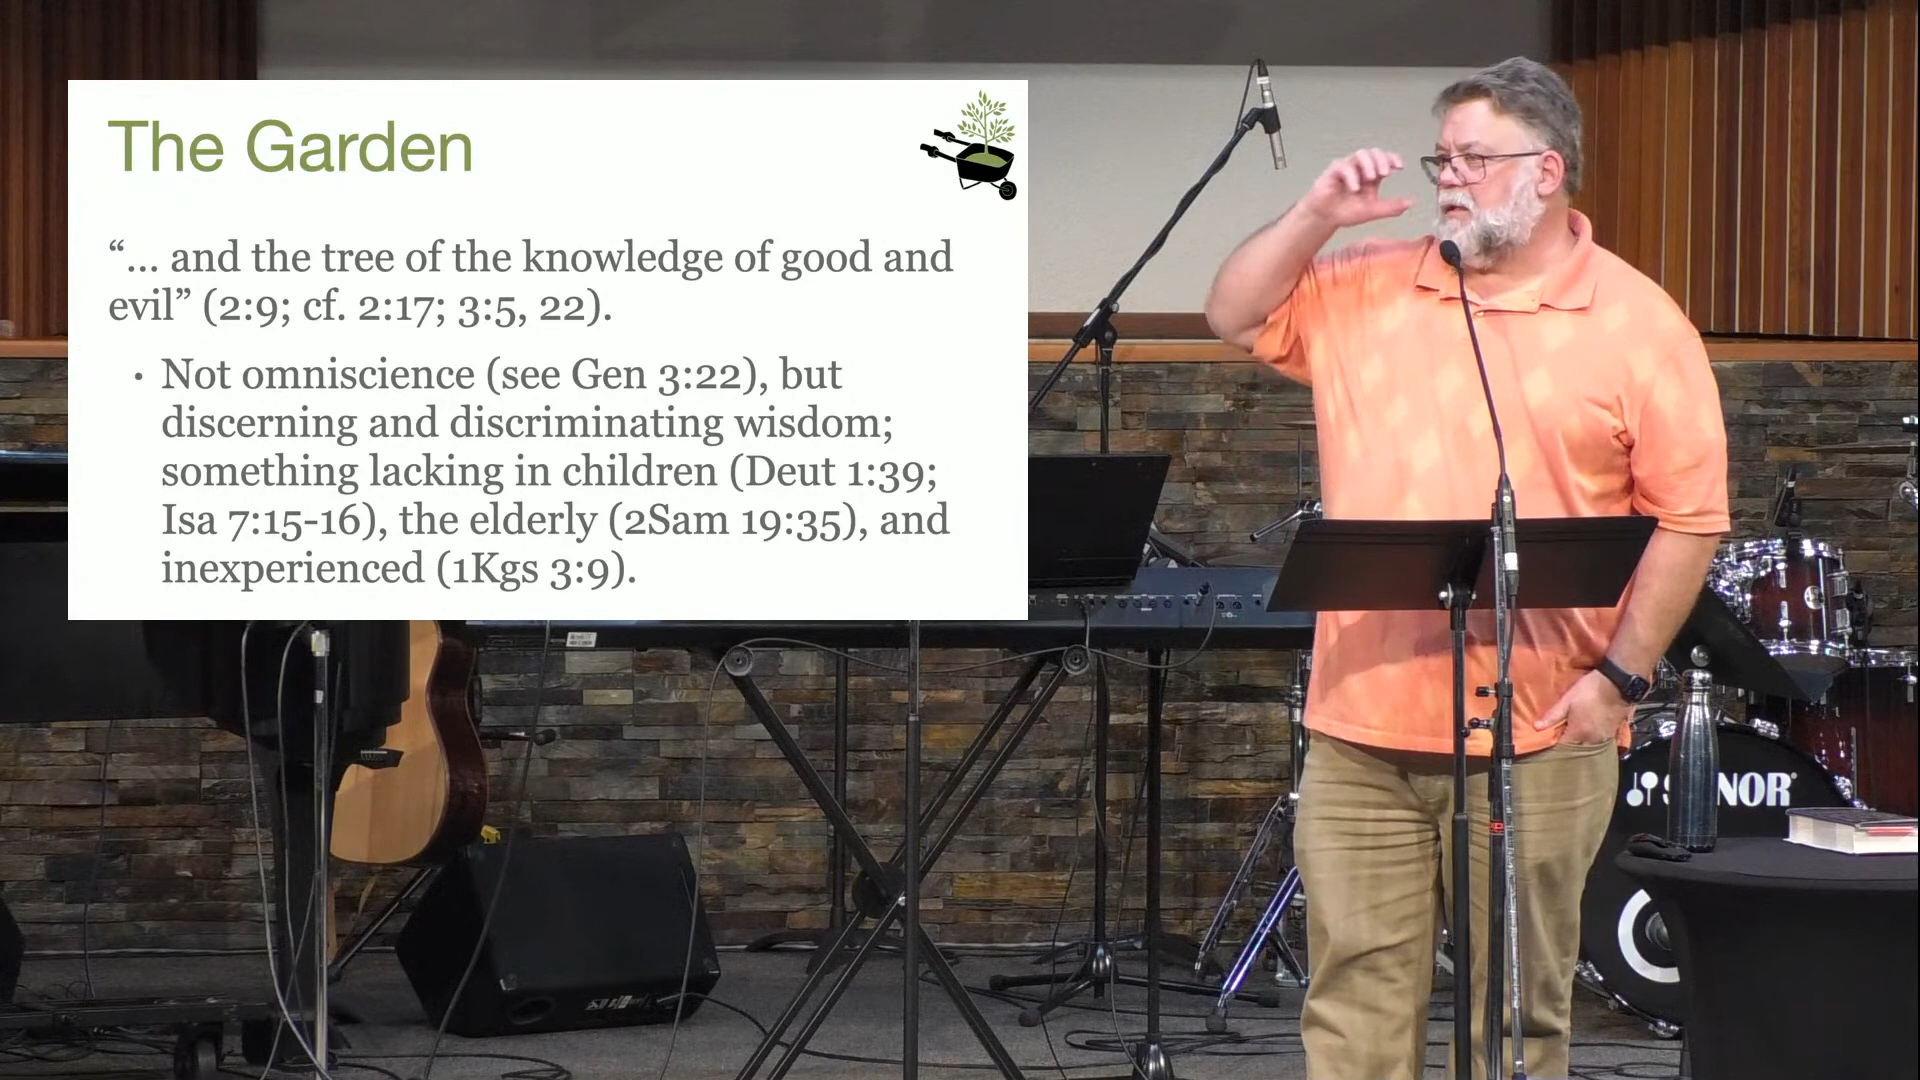 The Garden
“... and the tree of the knowledge of good and
evil” (2:9; cf. 2:17; 3:5, 22).
• Not omniscience (see Gen 3:22), but
discerning and discriminating wisdom;
something lacking in children (Deut 1:39;
Isa 7:15-16), the elderly (2Sam 19:35), and
inexperienced (1Kgs 3:9).